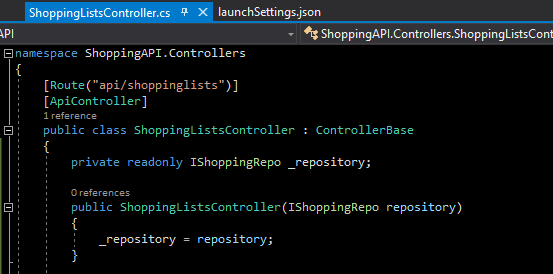 ShoppingListsController.cs launchSettings.json
API ShoppingAPI.Controllers.ShoppingListsCont
namespace ShoppingAPI.Controllers
{
[Route("api/shoppinglists")]
[ApiController]
1 reference
public class ShoppingListsController : ControllerBase
{
private readonly IShoppingRepo _repository;
0 references
public ShoppingListsController(IShoppingRepo repository)
{
_repository = repository;
}